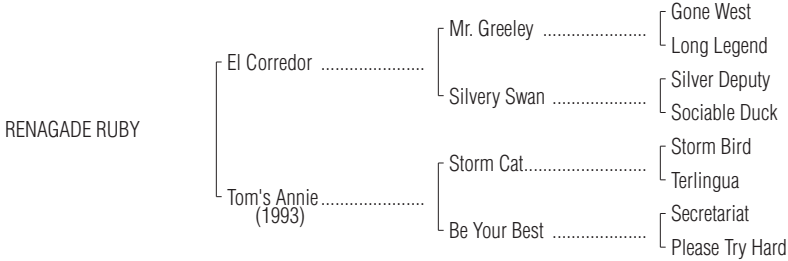 Gone West
Mr. Greeley ......................
Long Legend
El Corredor ......................
Silver Deputy
Silvery Swan ....................
Sociable Duck
RENAGADE RUBY
Storm Bird
Storm Cat..........................
Terlingua
Tom's Annie......................
(1993)
Secretariat
Be Your Best ....................
Please Try Hard